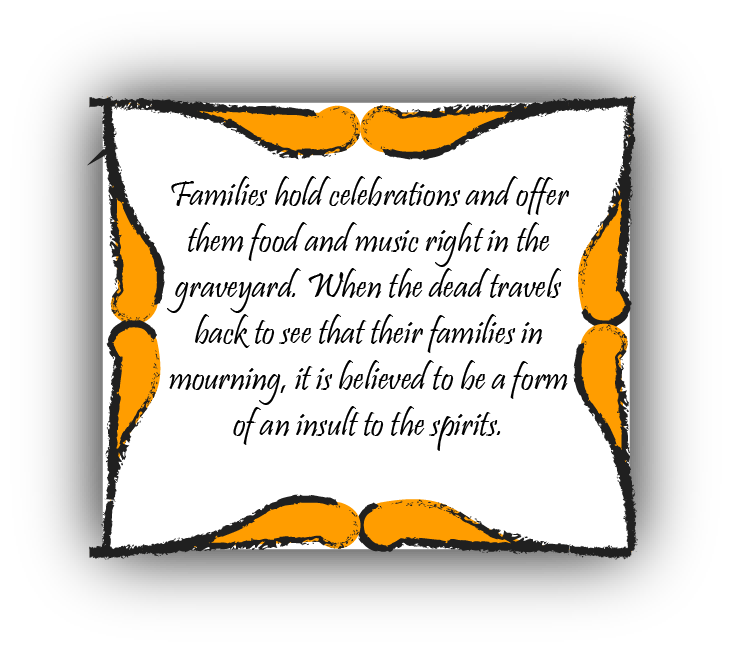 Families hold celebrations and offer
them food and music right in the
graveyard. When the dead travels
back to see that their families in
mourning, it is believed to be a form
of an insult to the spirits.